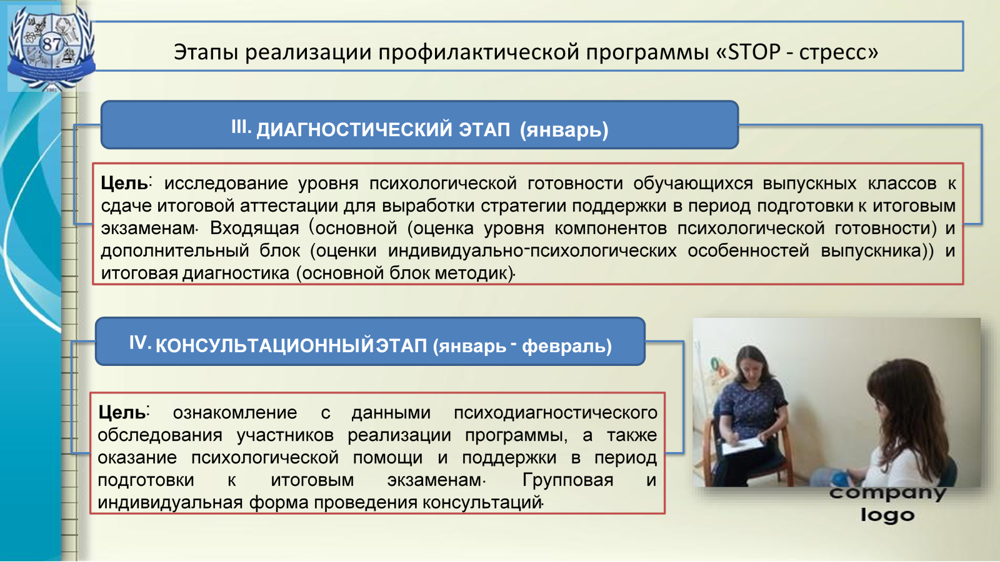 87
1981
Этапы реализации профилактической программы «STOP - стресс»
III. ДИАГНОСТИЧЕСКИЙ ЭТАП (январь)
Цель: исследование уровня психологической готовности обучающихся выпускных классов к
сдаче итоговой аттестации для выработки стратегии поддержки в период подготовки к итоговым
экзаменам. Входящая (основной (оценка уровня компонентов психологической готовности) и
дополнительный блок (оценки индивидуально-психологических особенностей выпускника)) и
итоговая диагностика (основной блок методик).
IV. КОНСУЛЬТАЦИОННЫЙ ЭТАП (январь - февраль)
Цель: ознакомление с данными психодиагностического
обследования участников реализации программы, а также
оказание психологической помощи и поддержки в период
подготовки к итоговым экзаменам. Групповая и
индивидуальная форма проведения консультаций.
company
logo